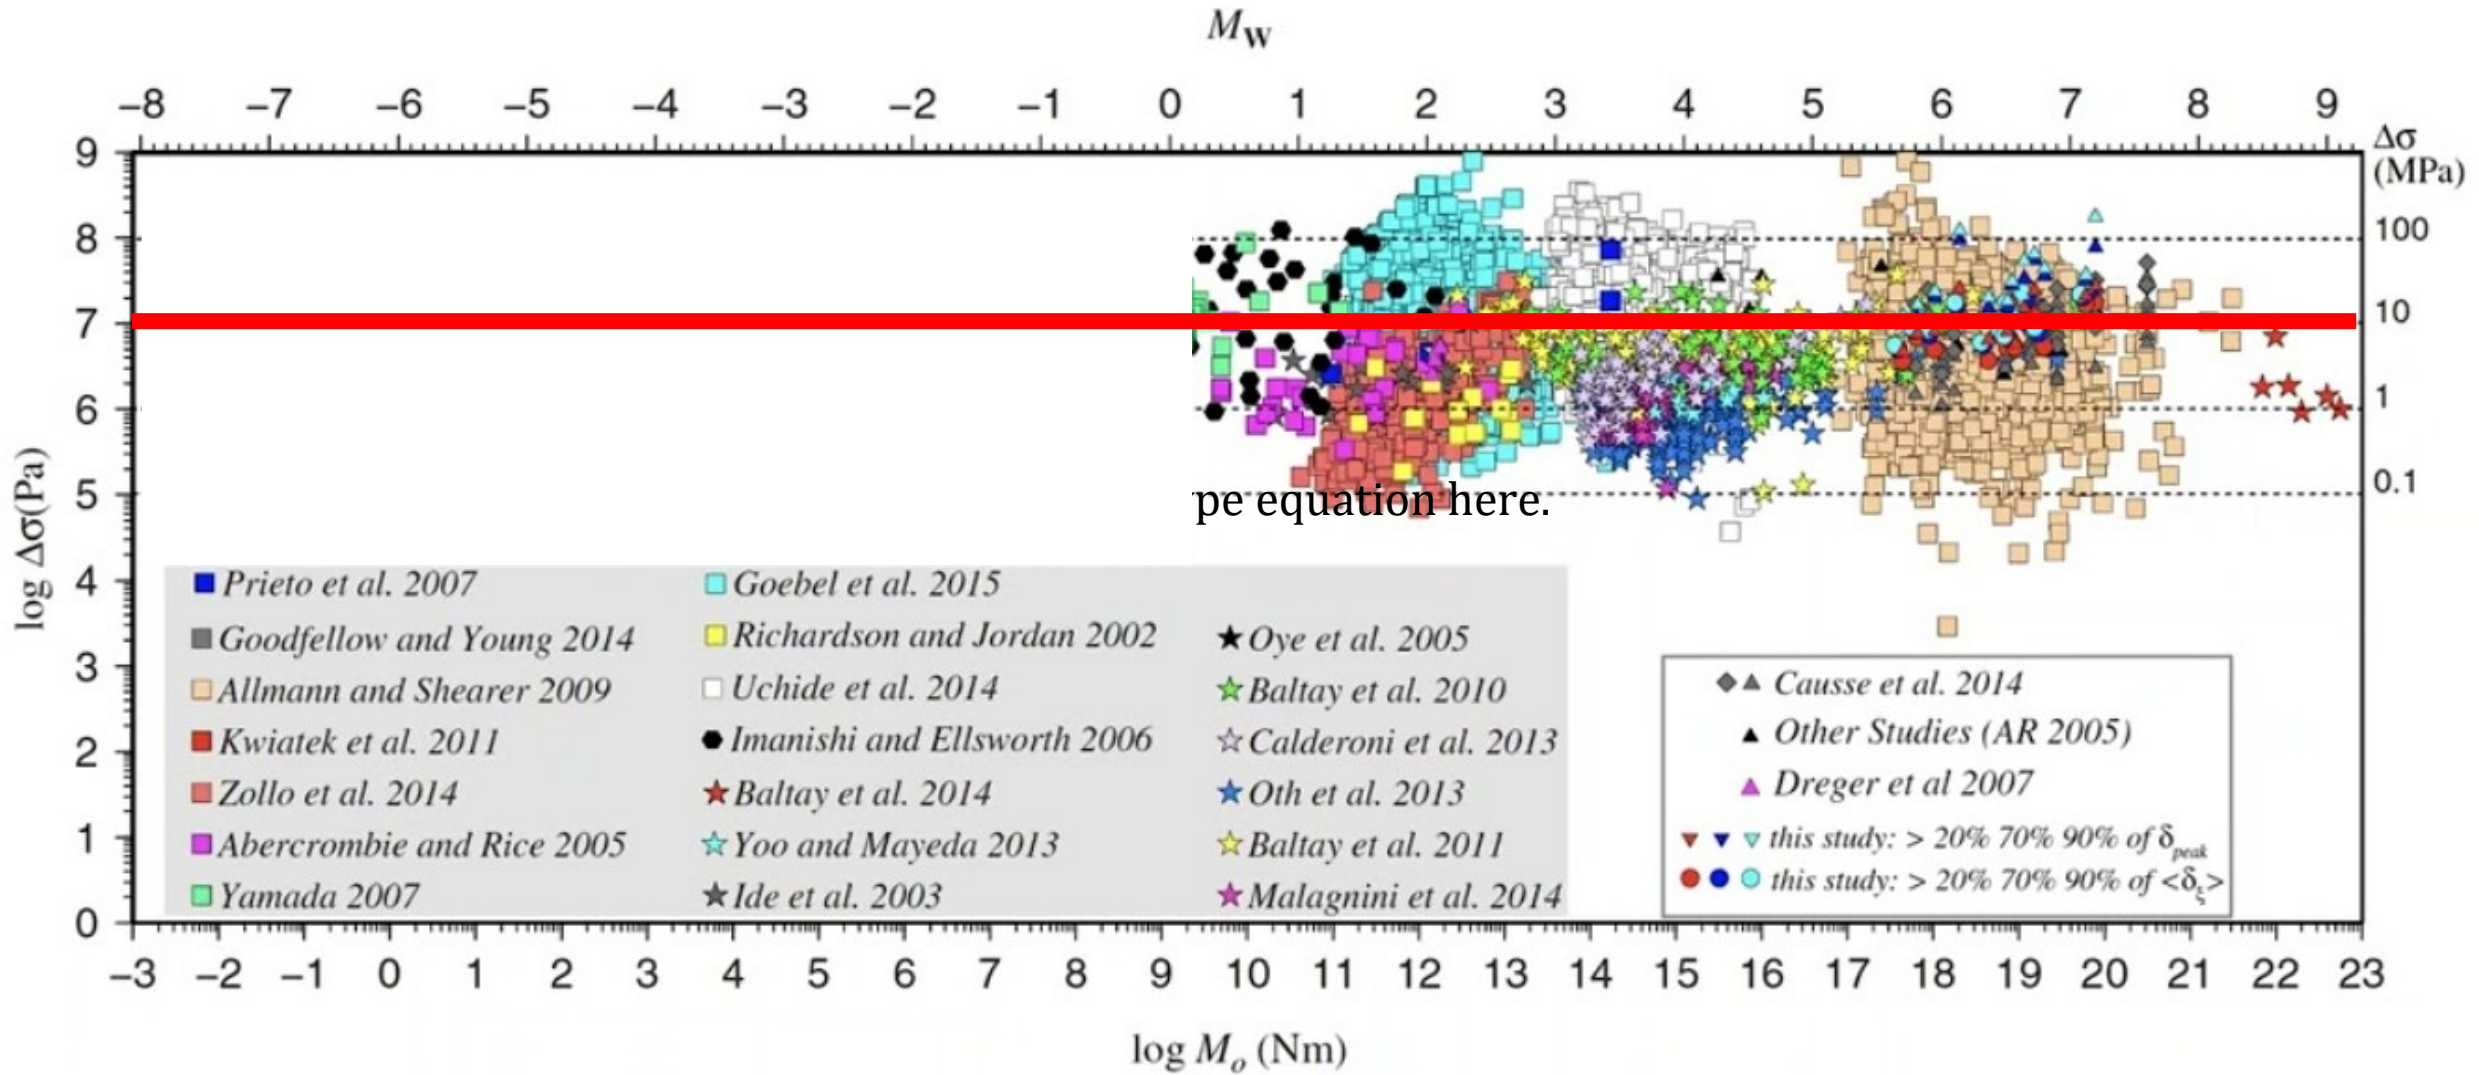 M_W
−8 −7 −6 −5 −4 −3 −2 −1 0 1 2 3 4 5 6 7 8 9
Δσ
(MPa)
9
8 100
7 10
6 1
5 0.1
pe equation here.
4
3
2
1
0
log Δσ(Pa)
Prieto et al. 2007
Goodfellow and Young 2014
Allmann and Shearer 2009
Kwiatek et al. 2011
Zollo et al. 2014
Abercrombie and Rice 2005
Yamada 2007
Goebel et al. 2015
Richardson and Jordan 2002
Uchide et al. 2014
Imanishi and Ellsworth 2006
Baltay et al. 2014
Yoo and Mayeda 2013
Ide et al. 2003
Oye et al. 2005
Baltay et al. 2010
Calderoni et al. 2013
Oth et al. 2013
Baltay et al. 2011
Malagnini et al. 2014
Causse et al. 2014
Other Studies (AR 2005)
Dreger et al 2007
this study: > 20% 70% 90% of δ_peak
this study: > 20% 70% 90% of <δ_ξ>
−3 −2 −1 0 1 2 3 4 5 6 7 8 9 10 11 12 13 14 15 16 17 18 19 20 21 22 23
log M_o (Nm)